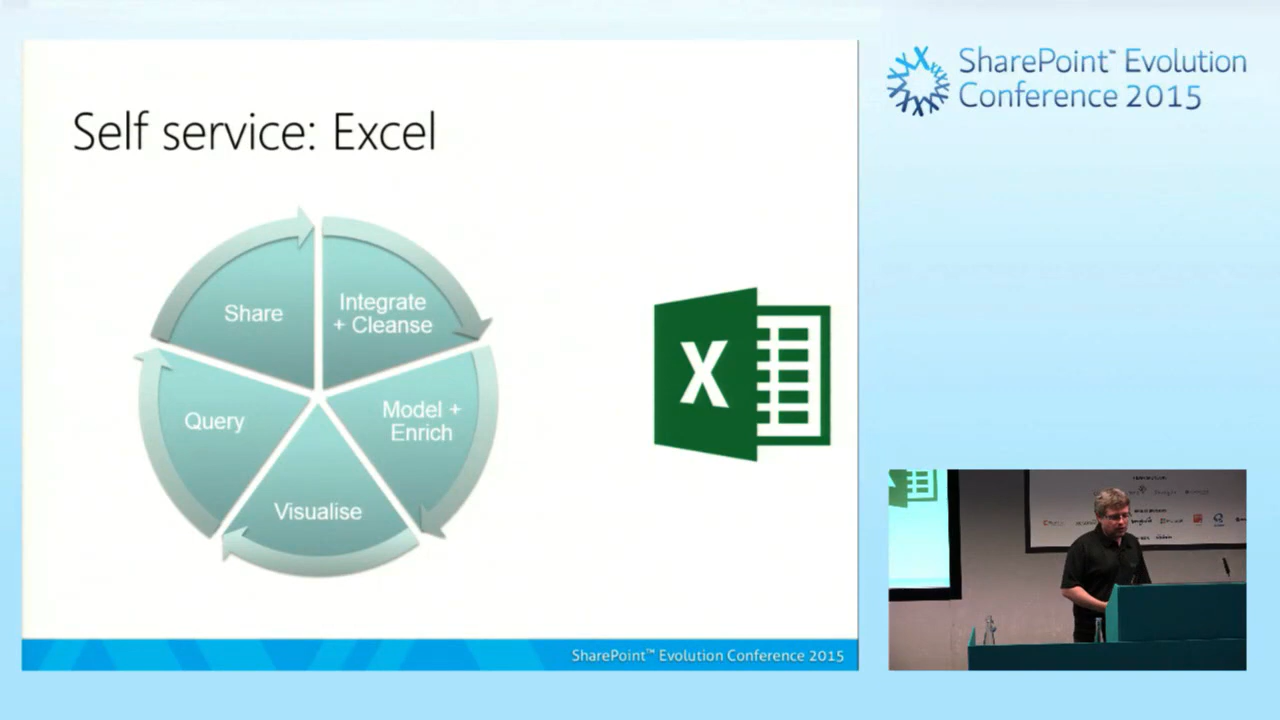 Self service: Excel
Share
Integrate
+ Cleanse
Query
Model +
Enrich
Visualise
X
SharePoint™ Evolution Conference 2015
SharePoint™ Evolution
Conference 2015